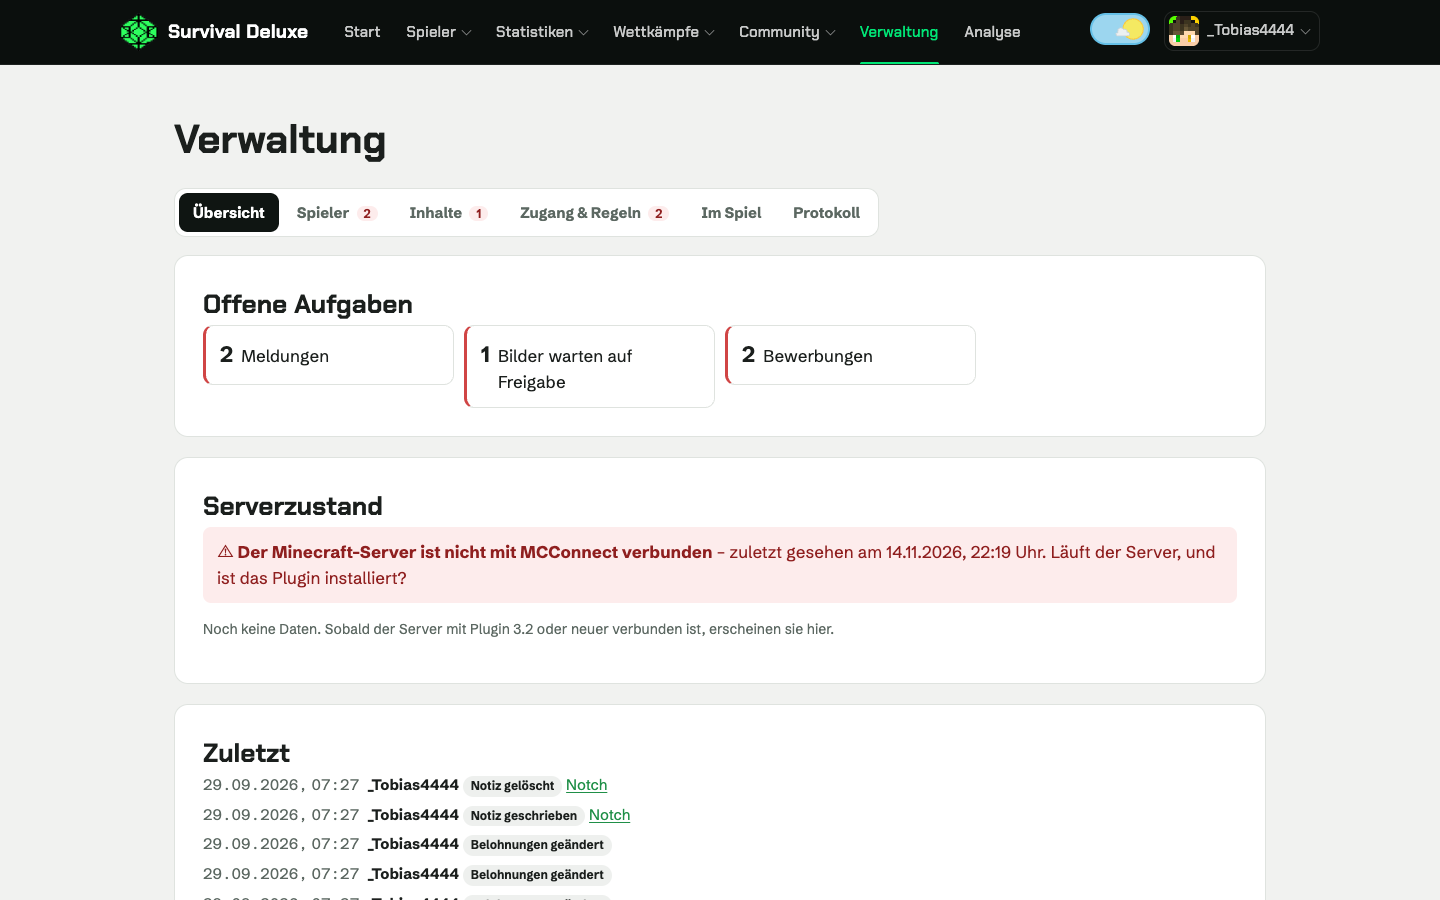 Survival Deluxe Start Spieler Statistiken Wettkämpfe Community Verwaltung Analyse _Tobias4444
Verwaltung
Übersicht Spieler 2 Inhalte 1 Zugang & Regeln 2 Im Spiel Protokoll
Offene Aufgaben
2 Meldungen
1 Bilder warten auf
Freigabe
2 Bewerbungen
Serverzustand
⚠ Der Minecraft-Server ist nicht mit MCConnect verbunden – zuletzt gesehen am 14.11.2026, 22:19 Uhr. Läuft der Server, und
ist das Plugin installiert?
Noch keine Daten. Sobald der Server mit Plugin 3.2 oder neuer verbunden ist, erscheinen sie hier.
Zuletzt
29.09.2026, 07:27 _Tobias4444 Notiz gelöscht Notch
29.09.2026, 07:27 _Tobias4444 Notiz geschrieben Notch
29.09.2026, 07:27 _Tobias4444 Belohnungen geändert
29.09.2026, 07:27 _Tobias4444 Belohnungen geändert